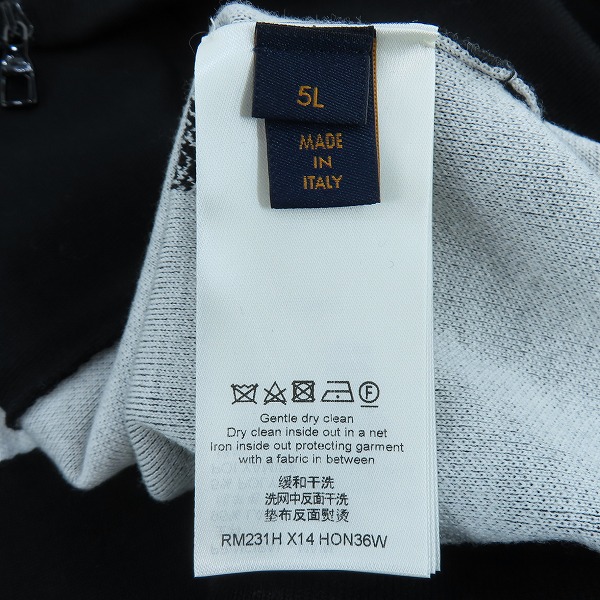 5L
MADE
IN
ITALY
F
Gentle dry clean
Dry clean inside out in a net
Iron inside out protecting garment
with a fabric in between
缓和干洗
洗网中反面干洗
垫布反面熨烫
RM231H X14 HON36W